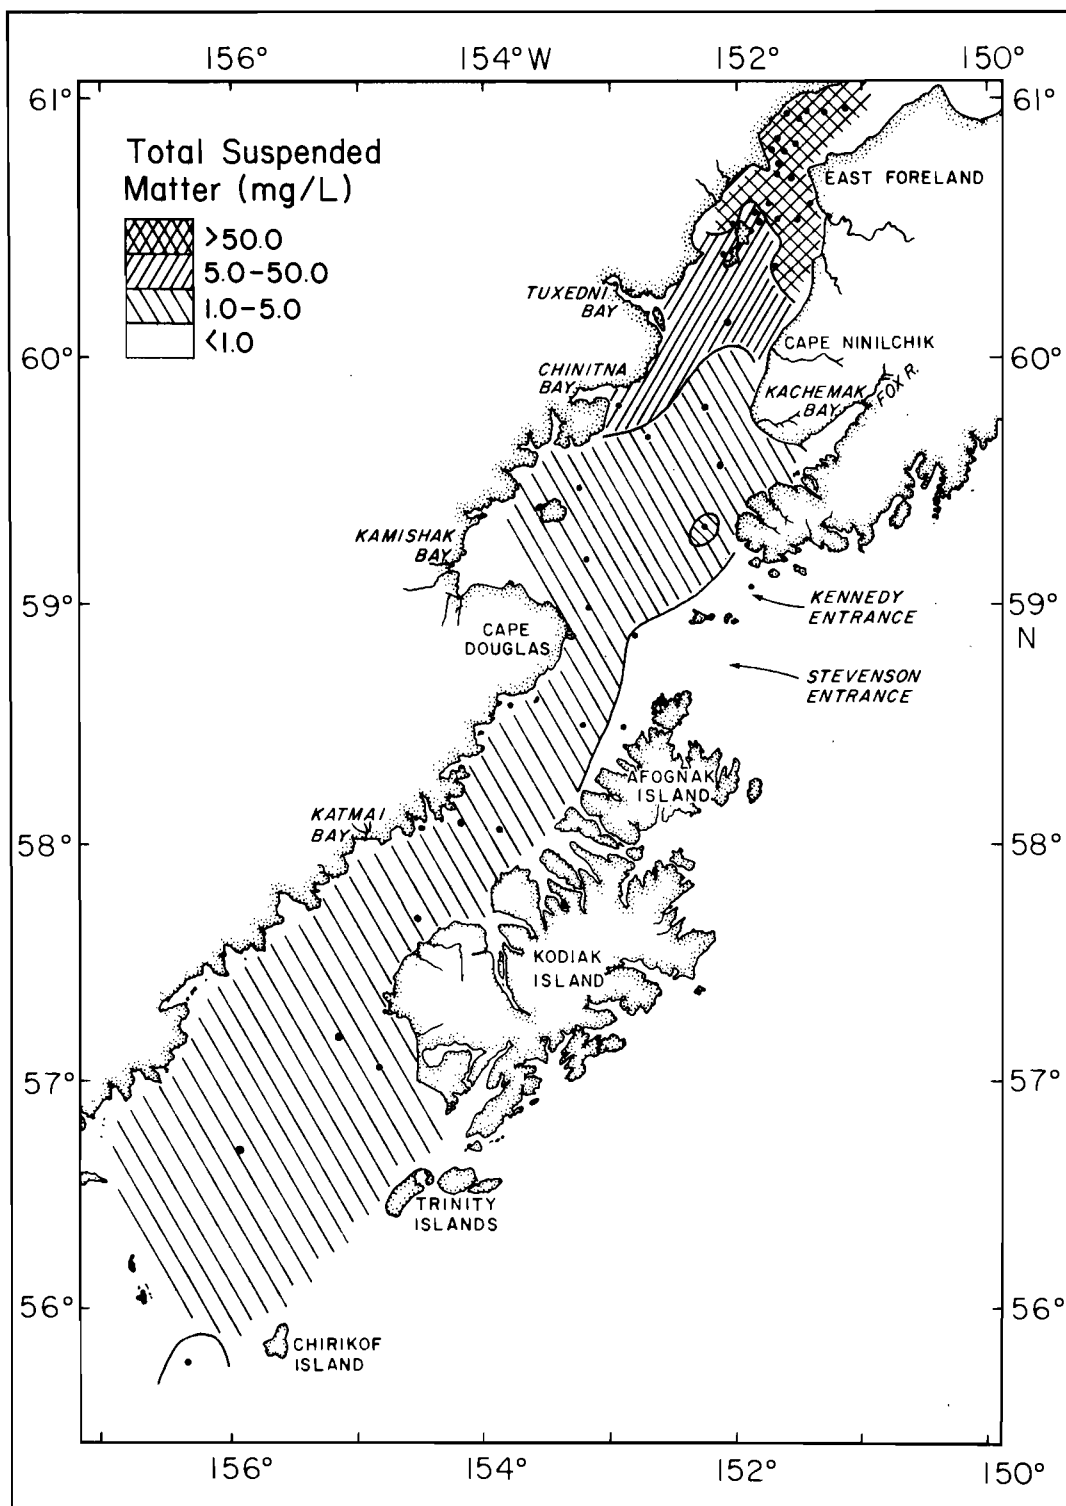 156°
154°W
152°
150°
61°
61°
Total Suspended
Matter (mg/L)
>50.0
5.0-50.0
1.0-5.0
<1.0
EAST FORELAND
TUXEDNI
BAY
60°
CAPE NINILCHIK
60°
CHINITNA
BAY
KACHEMAK
BAY
FOX R.
KAMISHAK
BAY
59°
KENNEDY
ENTRANCE
59°
N
CAPE
DOUGLAS
STEVENSON
ENTRANCE
AFOGNAK
ISLAND
KATMAI
BAY
58°
58°
KODIAK
ISLAND
57°
57°
TRINITY
ISLANDS
56°
56°
CHIRIKOF
ISLAND
156°
154°
152°
150°